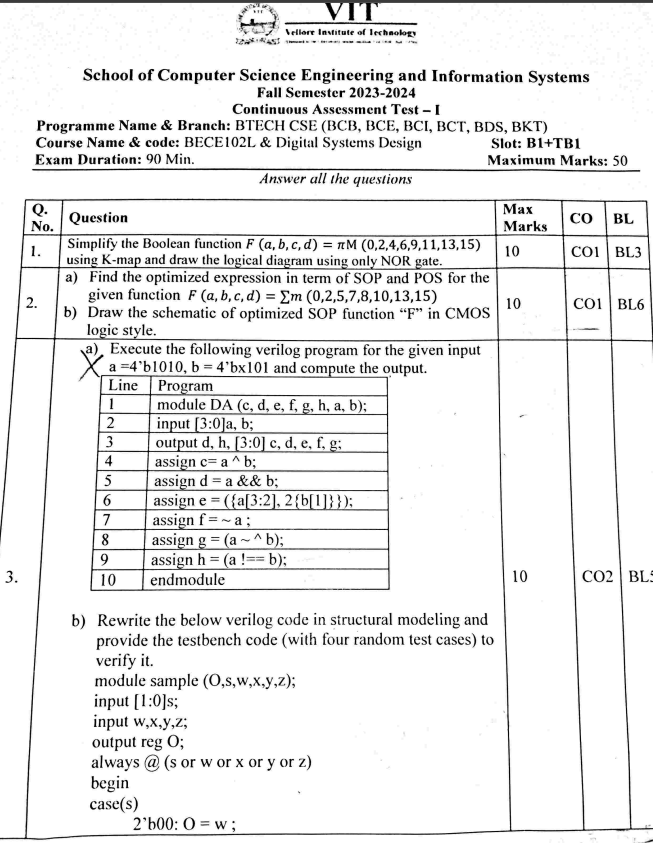 VIT
Vellore Institute of Technology
School of Computer Science Engineering and Information Systems
Fall Semester 2023-2024
Continuous Assessment Test – I
Programme Name & Branch: BTECH CSE (BCB, BCE, BCI, BCT, BDS, BKT)
Course Name & code: BECE102L & Digital Systems Design Slot: B1+TB1
Exam Duration: 90 Min. Maximum Marks: 50
Answer all the questions
Q. No. Question Max Marks CO BL
1. Simplify the Boolean function F (a, b, c, d) = πM (0,2,4,6,9,11,13,15)
using K-map and draw the logical diagram using only NOR gate. 10 CO1 BL3
2. a) Find the optimized expression in term of SOP and POS for the
given function F (a, b, c, d) = ∑m (0,2,5,7,8,10,13,15)
b) Draw the schematic of optimized SOP function “F” in CMOS
logic style. 10 CO1 BL6
3. a) Execute the following verilog program for the given input
a =4’b1010, b = 4’bx101 and compute the output.
Line Program
1 module DA (c, d, e, f, g, h, a, b);
2 input [3:0]a, b;
3 output d, h, [3:0] c, d, e, f, g;
4 assign c= a ^ b;
5 assign d = a && b;
6 assign e = ({a[3:2], 2{b[1]}});
7 assign f = ~ a ;
8 assign g = (a ~ ^ b);
9 assign h = (a !== b);
10 endmodule
10 CO2 BL5
b) Rewrite the below verilog code in structural modeling and
provide the testbench code (with four random test cases) to
verify it.
module sample (O,s,w,x,y,z);
input [1:0]s;
input w,x,y,z;
output reg O;
always @ (s or w or x or y or z)
begin
case(s)
2’b00: O = w ;